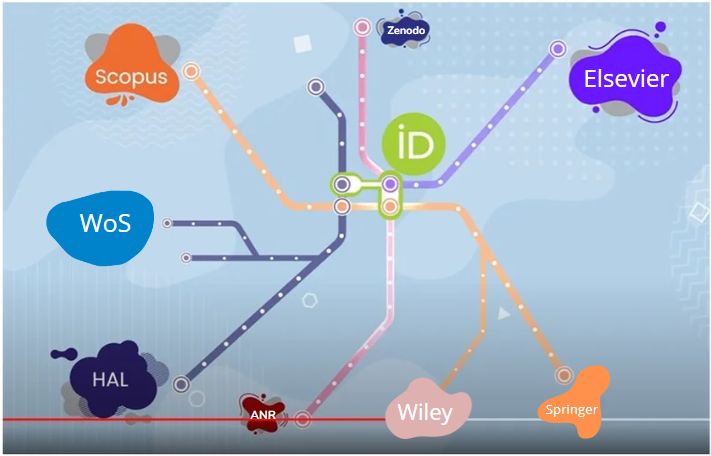 Zenodo
Scopus
Elsevier
iD
WoS
HAL
ANR
Wiley
Springer